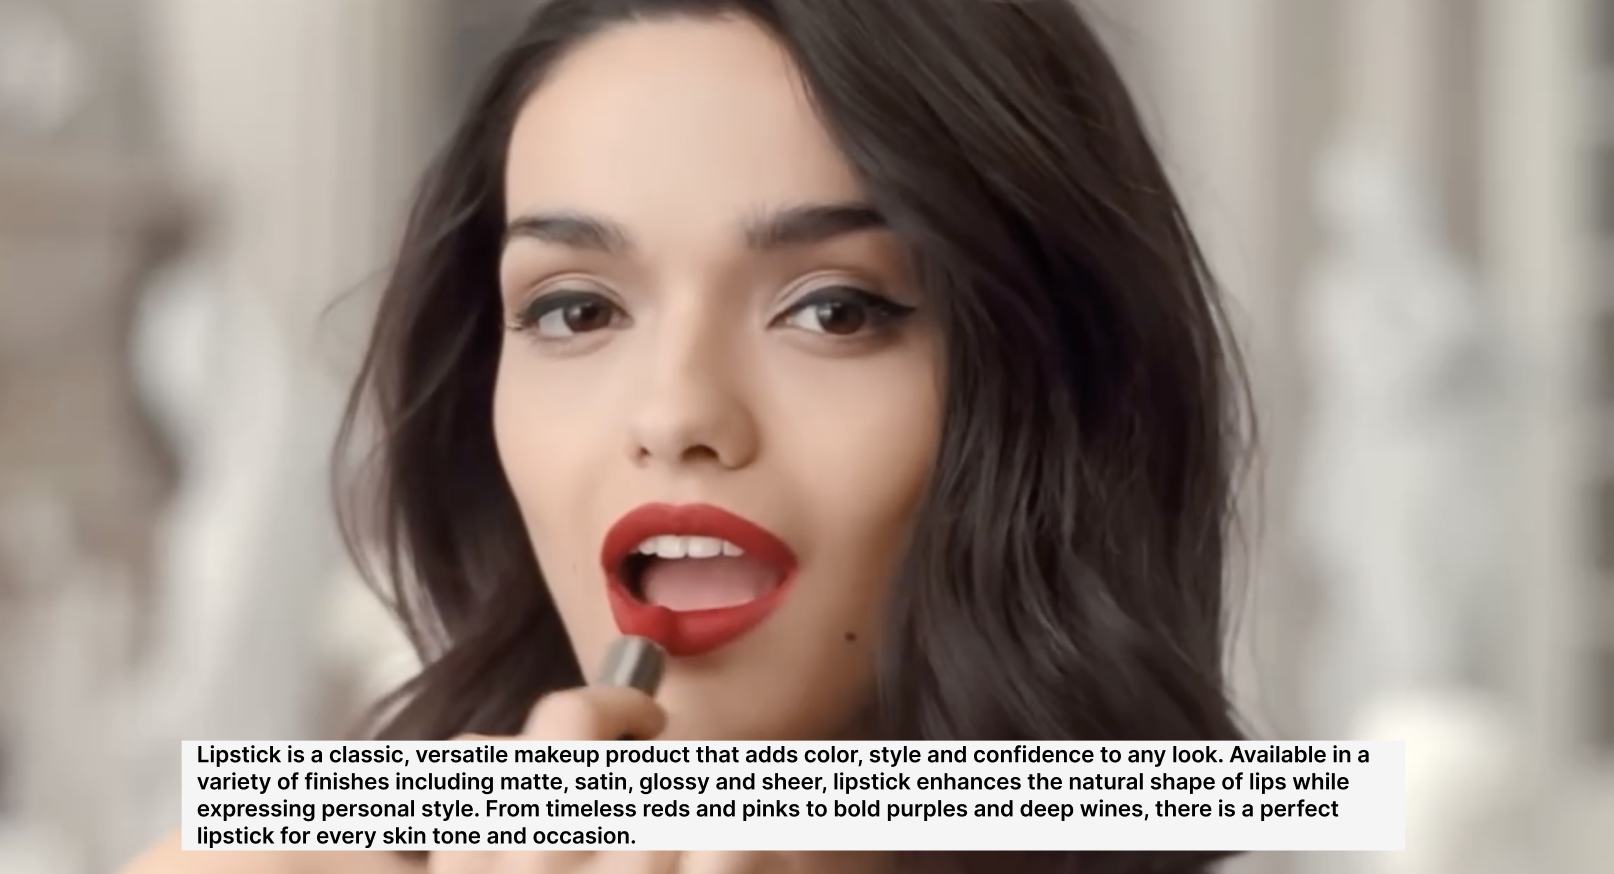 Lipstick is a classic, versatile makeup product that adds color, style and confidence to any look. Available in a
variety of finishes including matte, satin, glossy and sheer, lipstick enhances the natural shape of lips while
expressing personal style. From timeless reds and pinks to bold purples and deep wines, there is a perfect
lipstick for every skin tone and occasion.